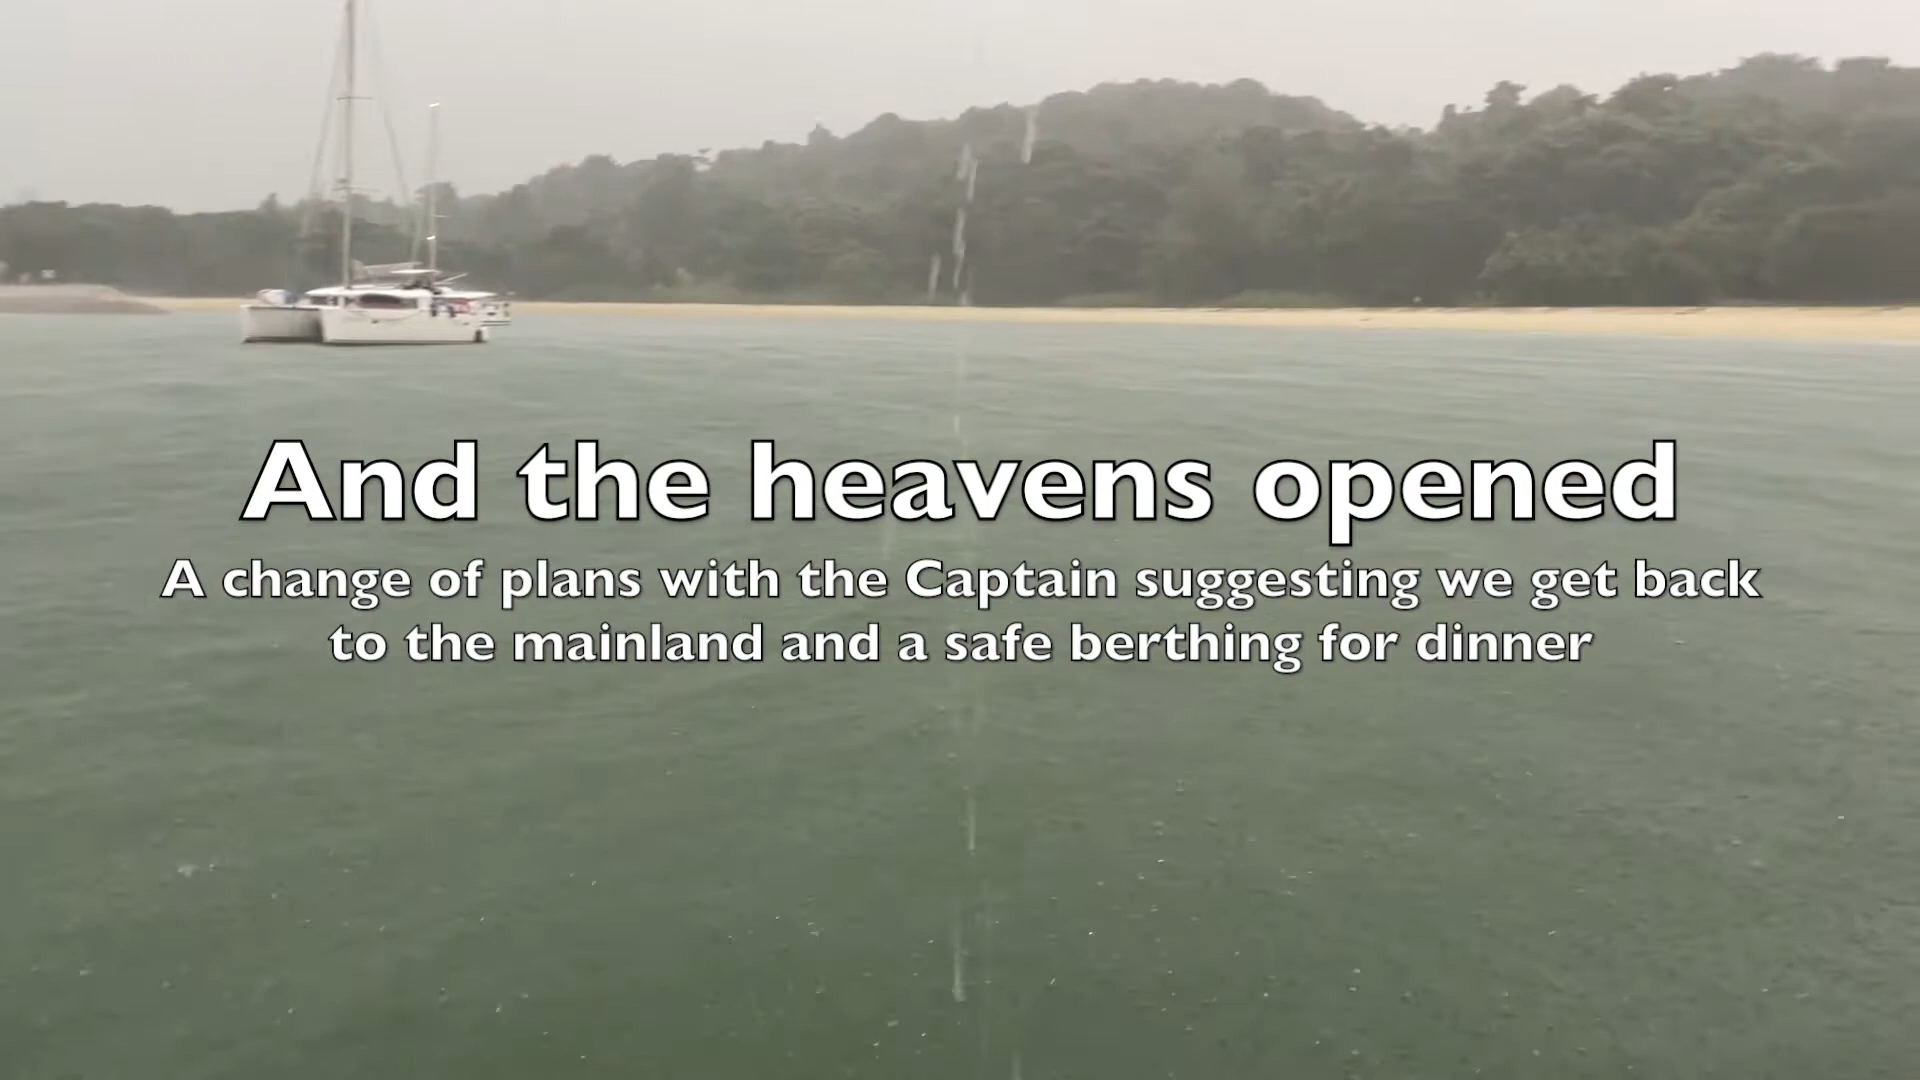 And the heavens opened
A change of plans with the Captain suggesting we get back
to the mainland and a safe berthing for dinner